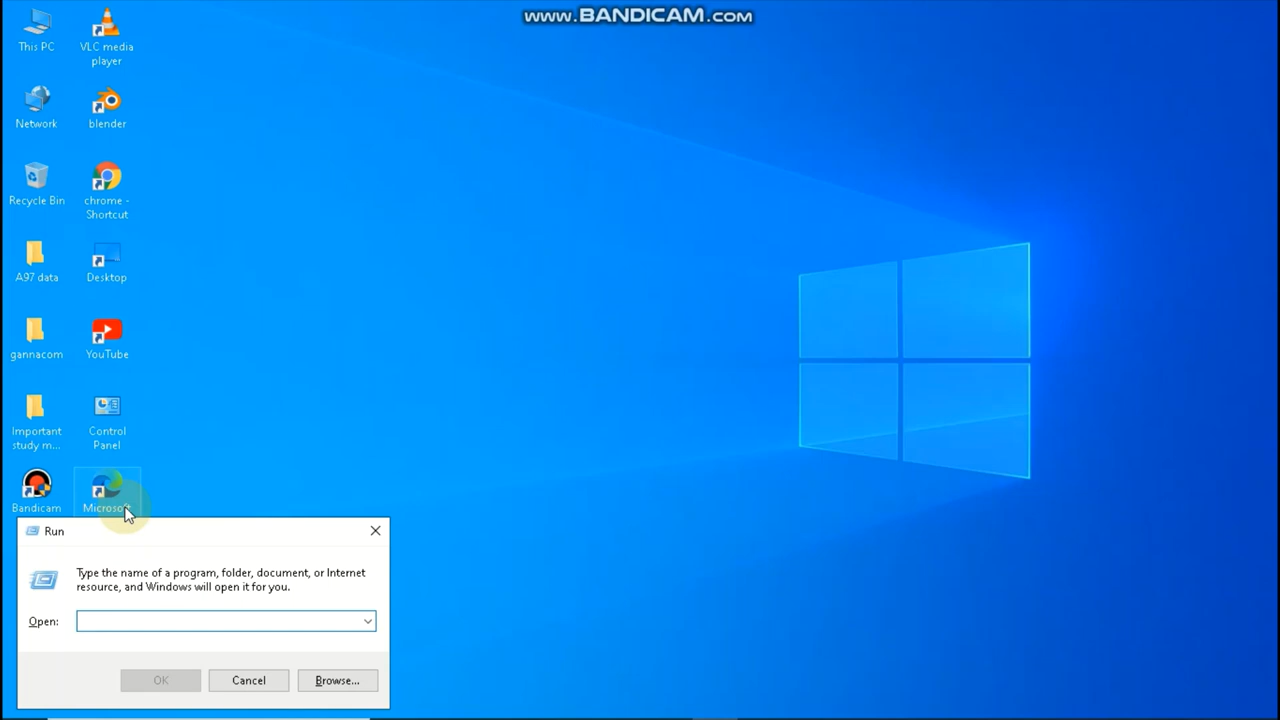 www.BANDICAM.com
This PC
VLC media
player
Network
blender
Recycle Bin
chrome -
Shortcut
A97 data
Desktop
gannacom
YouTube
Important
study m...
Control
Panel
Bandicam
Microsoft
Run
Type the name of a program, folder, document, or Internet
resource, and Windows will open it for you.
Open:
OK
Cancel
Browse...